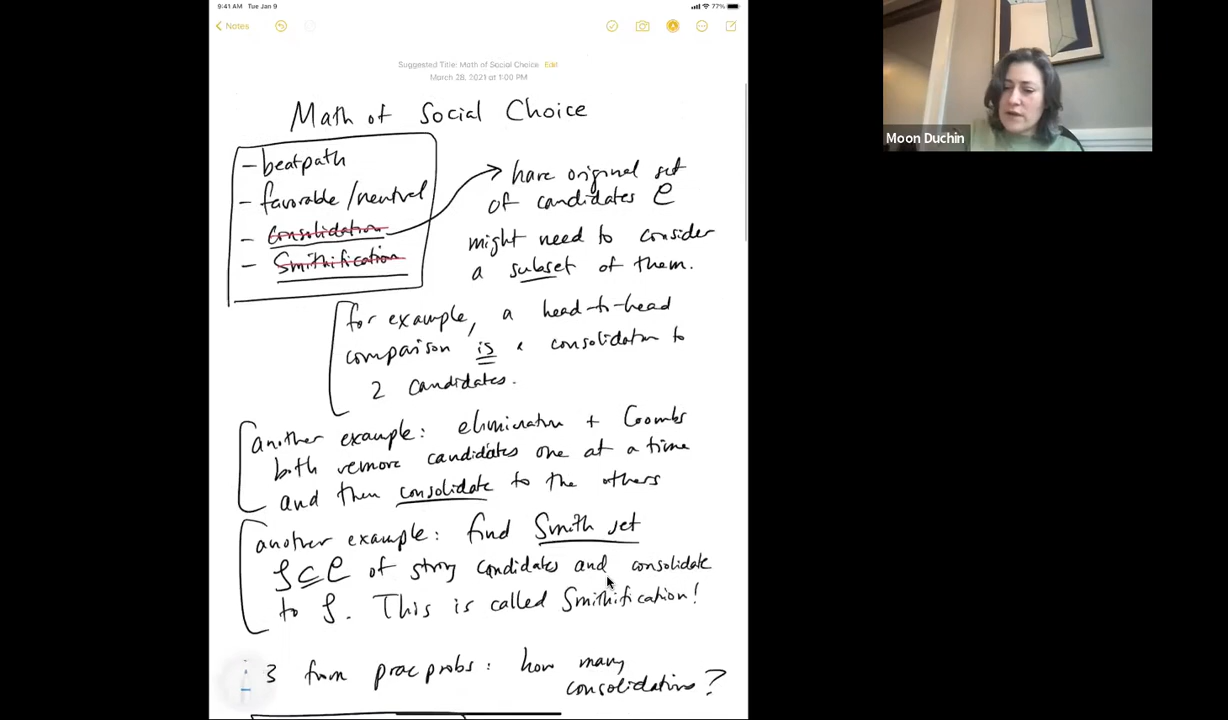 9:41 AM Tue Jan 9
77%
Notes
Suggested Title: Math of Social Choice Edit
March 28, 2021 at 1:00 PM
Math of Social Choice
- beatpath
- favorable/neutral
- Consolidation
- Smithification
have original set
of candidates C
might need to consider
a subset of them.
for example, a head-to-head
comparison is a consolidation to
2 candidates.
another example: elimination + Coombs
both remove candidates one at a time
and then consolidate to the others
another example: find Smith set
S ⊆ C of strong candidates and consolidate
to S. This is called Smithification!
3 from pracprobs: how many
consolidations?
Moon Duchin